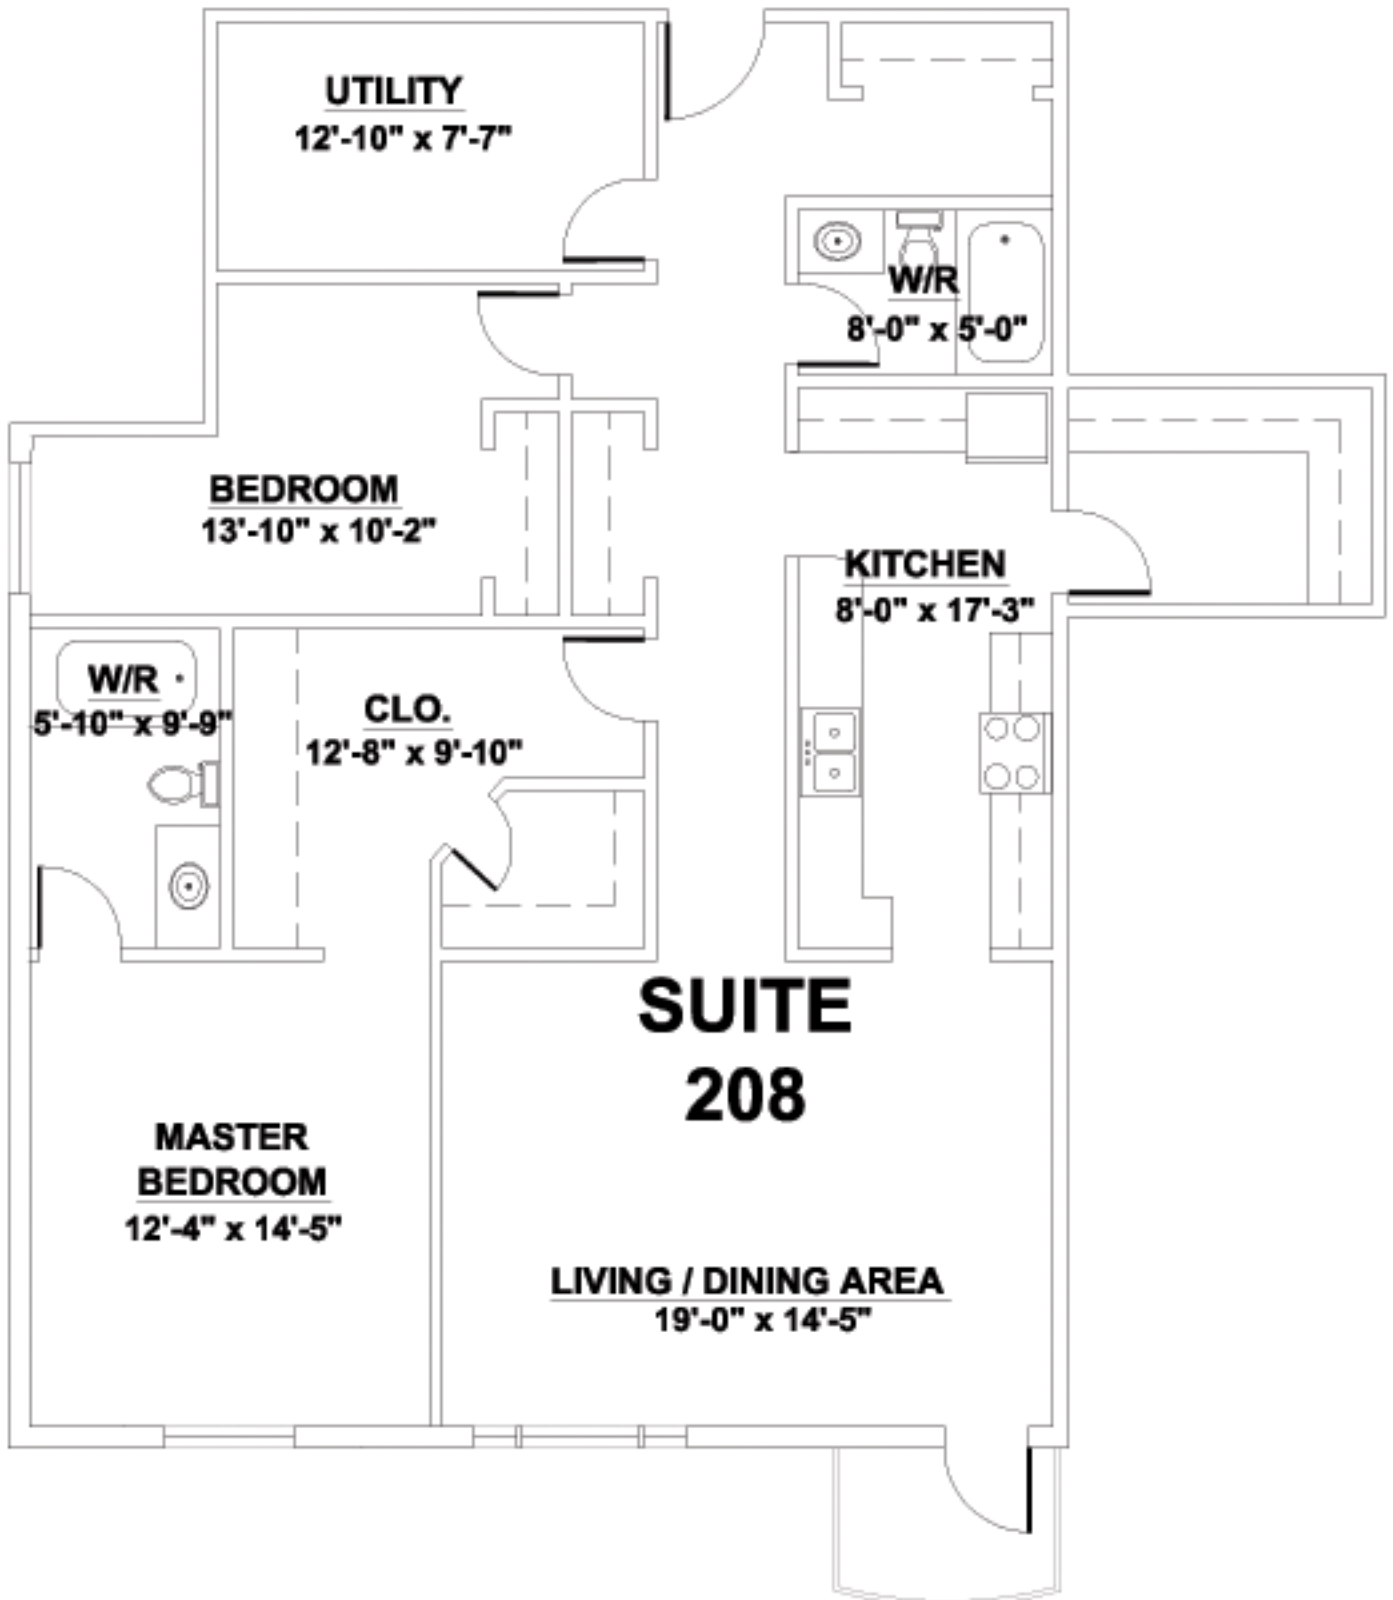 UTILITY
12'-10" x 7'-7"
W/R
8'-0" x 5'-0"
BEDROOM
13'-10" x 10'-2"
KITCHEN
8'-0" x 17'-3"
W/R
5'-10" x 9'-9"
CLO.
12'-8" x 9'-10"
SUITE
208
MASTER
BEDROOM
12'-4" x 14'-5"
LIVING / DINING AREA
19'-0" x 14'-5"